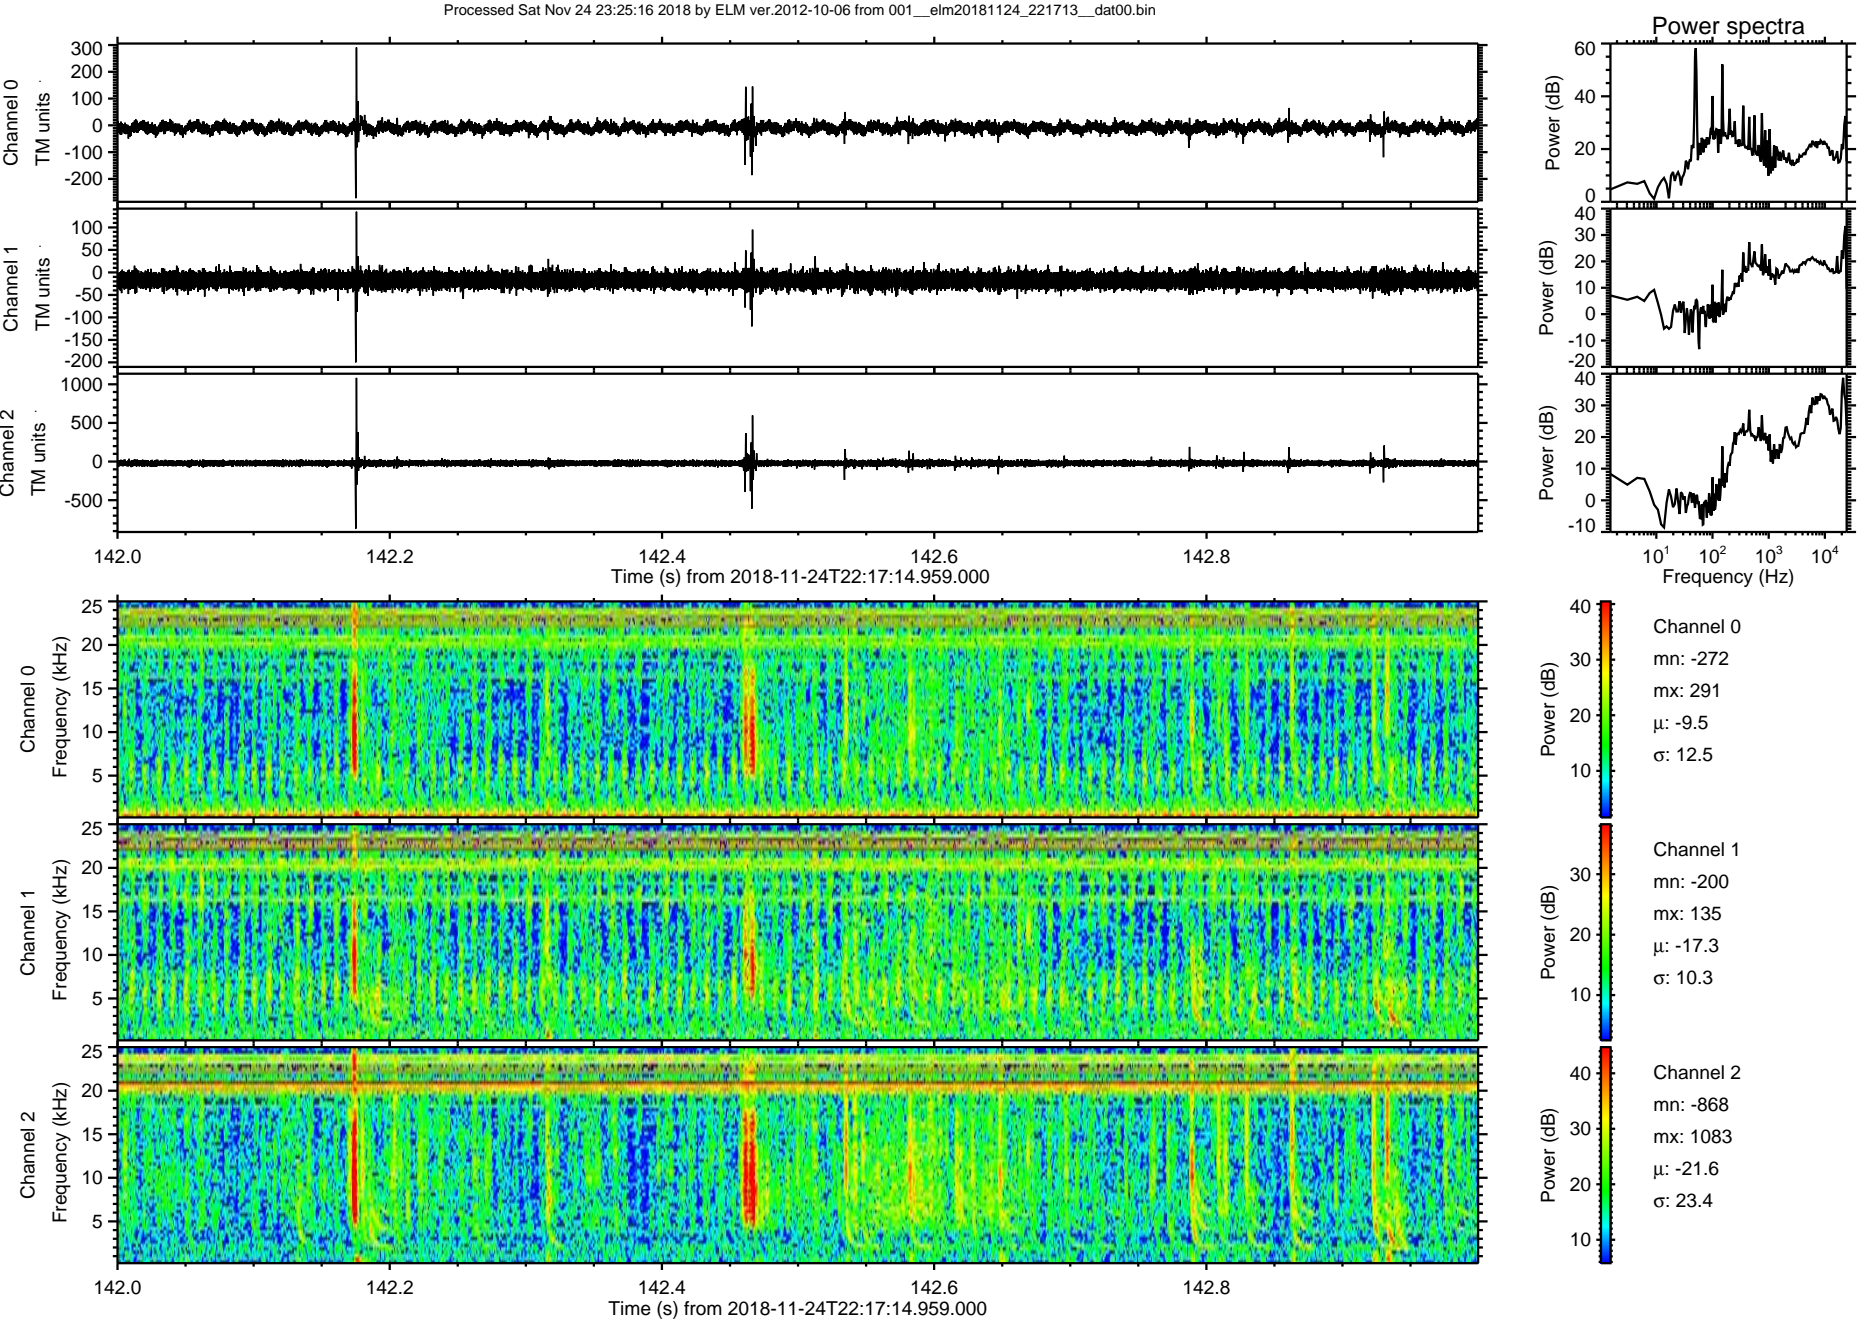 Processed Sat Nov 24 23:25:16 2018 by ELM ver.2012-10-06 from 001__elm20181124_221713__dat00.bin
Power spectra
Channel 0
TM units
300
200
100
0
-100
-200
Power (dB)
60
40
20
0
Channel 1
TM units
100
50
0
-50
-100
-150
-200
Power (dB)
40
30
20
10
0
-10
-20
Channel 2
TM units
1000
500
0
-500
Power (dB)
40
30
20
10
0
-10
142.0 142.2 142.4 142.6 142.8
Time (s) from 2018-11-24T22:17:14.959.000
10¹ 10² 10³ 10⁴
Frequency (Hz)
Channel 0
Frequency (kHz)
25
20
15
10
5
Power (dB)
40
30
20
10
Channel 0
mn: -272
mx: 291
µ: -9.5
σ: 12.5
Channel 1
Frequency (kHz)
25
20
15
10
5
Power (dB)
30
20
10
Channel 1
mn: -200
mx: 135
µ: -17.3
σ: 10.3
Channel 2
Frequency (kHz)
25
20
15
10
5
Power (dB)
40
30
20
10
Channel 2
mn: -868
mx: 1083
µ: -21.6
σ: 23.4
142.0 142.2 142.4 142.6 142.8
Time (s) from 2018-11-24T22:17:14.959.000